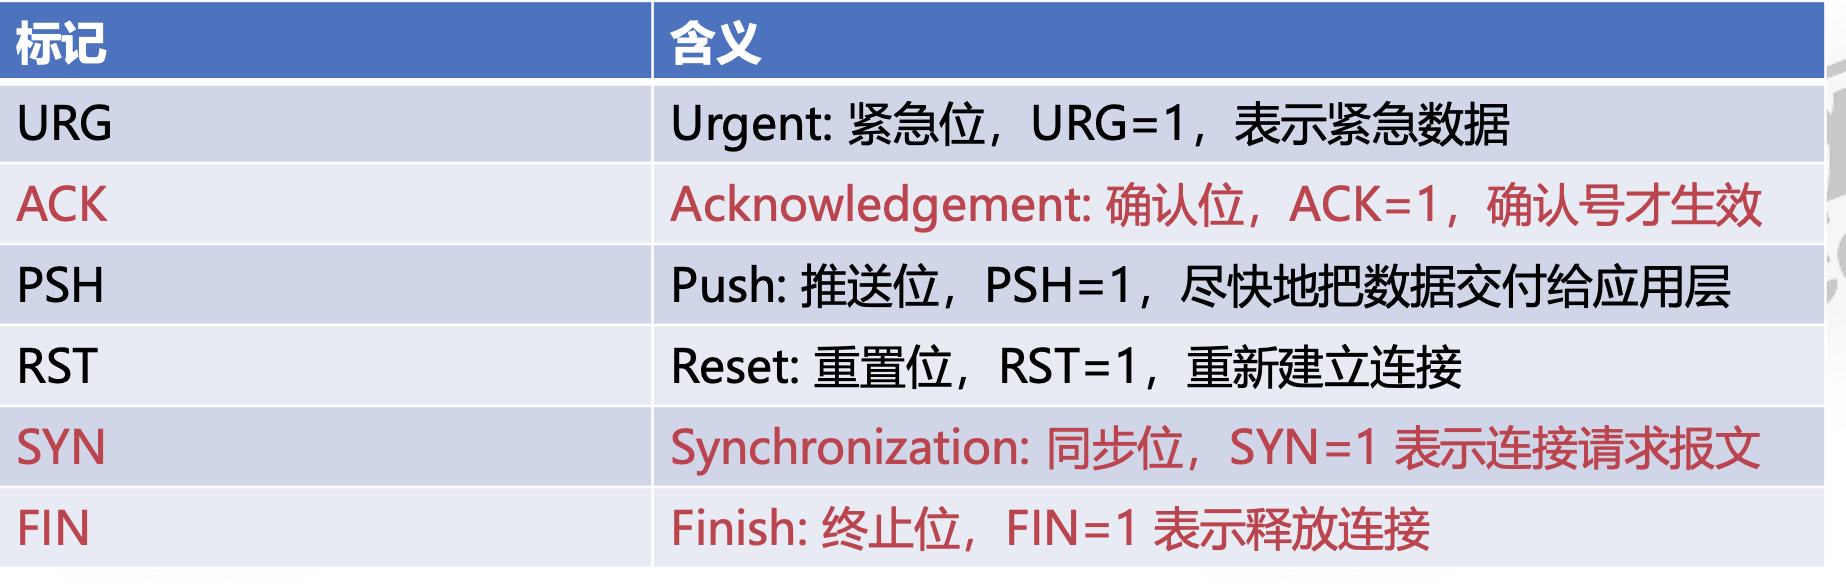 标记 含义
URG Urgent: 紧急位，URG=1，表示紧急数据
ACK Acknowledgement: 确认位，ACK=1，确认号才生效
PSH Push: 推送位，PSH=1，尽快地把数据交付给应用层
RST Reset: 重置位，RST=1，重新建立连接
SYN Synchronization: 同步位，SYN=1 表示连接请求报文
FIN Finish: 终止位，FIN=1 表示释放连接